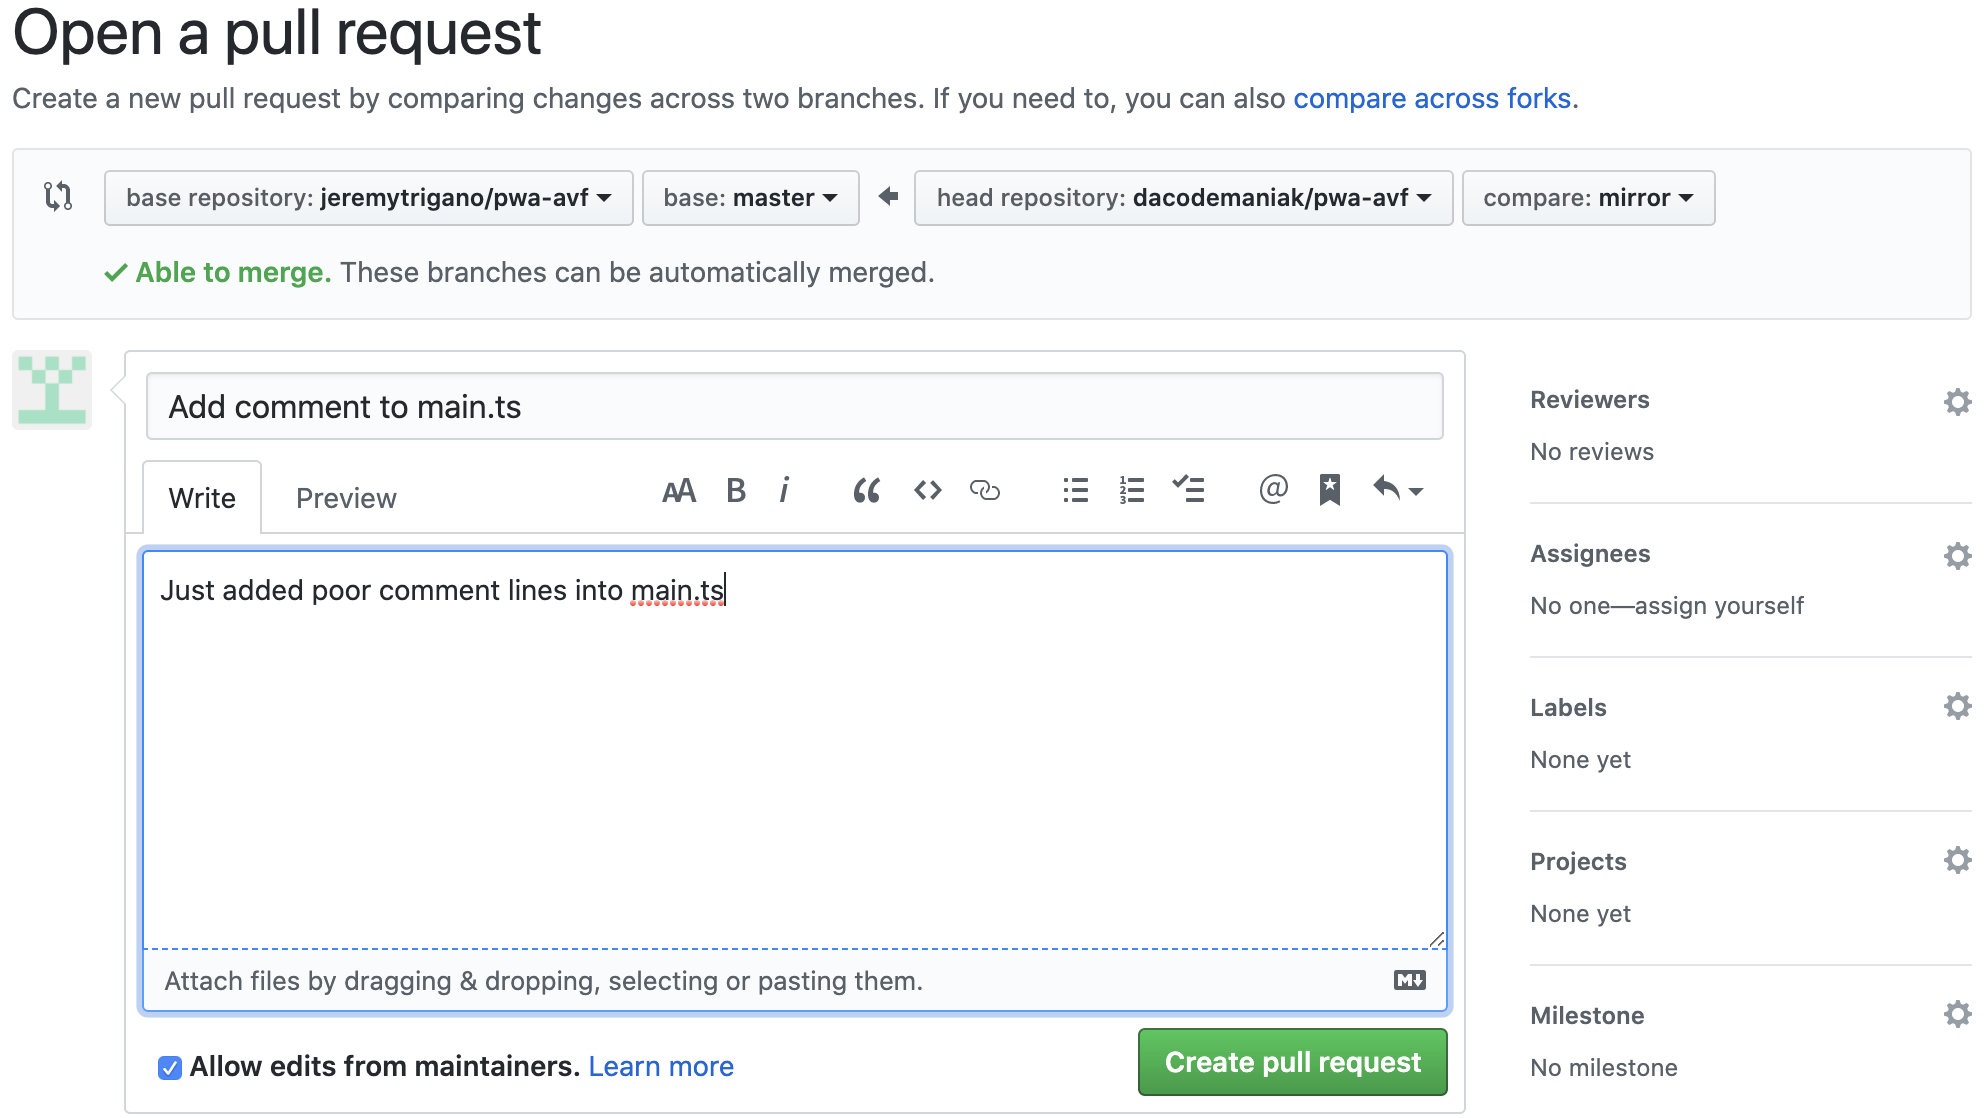 Open a pull request
Create a new pull request by comparing changes across two branches. If you need to, you can also compare across forks.
base repository: jeremytrigano/pwa-avf base: master head repository: dacodemaniak/pwa-avf compare: mirror
Able to merge. These branches can be automatically merged.
Add comment to main.ts
Write Preview
Just added poor comment lines into main.ts
Attach files by dragging & dropping, selecting or pasting them.
Allow edits from maintainers. Learn more
Create pull request
Reviewers
No reviews
Assignees
No one—assign yourself
Labels
None yet
Projects
None yet
Milestone
No milestone